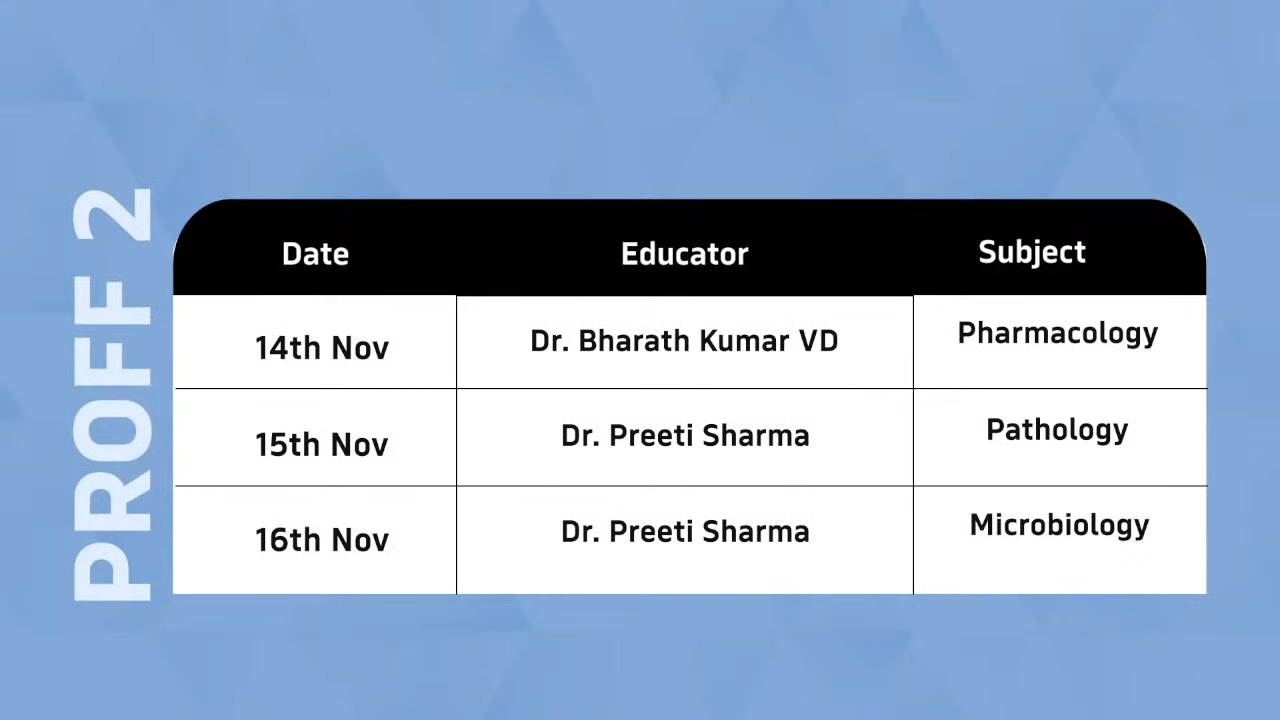 PROFF 2
Date Educator Subject
14th Nov Dr. Bharath Kumar VD Pharmacology
15th Nov Dr. Preeti Sharma Pathology
16th Nov Dr. Preeti Sharma Microbiology